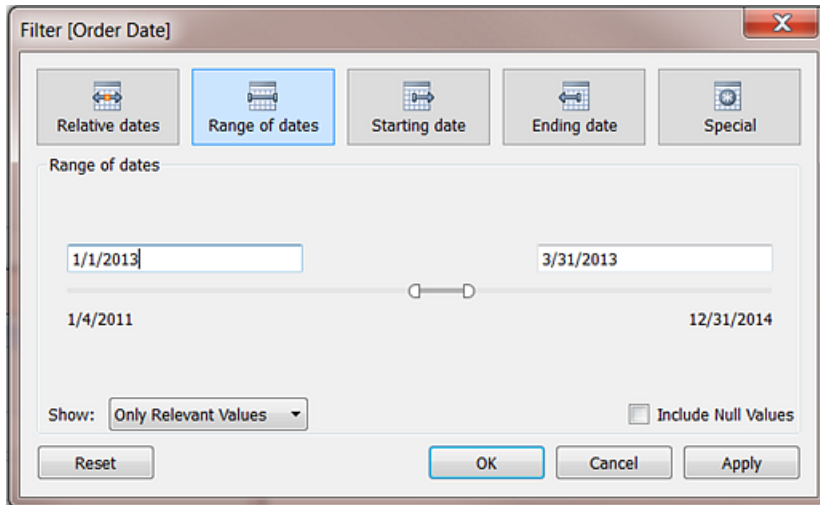 Filter [Order Date]
X
Relative dates
Range of dates
Starting date
Ending date
Special
Range of dates
1/1/2013
3/31/2013
1/4/2011
12/31/2014
Show: Only Relevant Values
Include Null Values
Reset
OK
Cancel
Apply